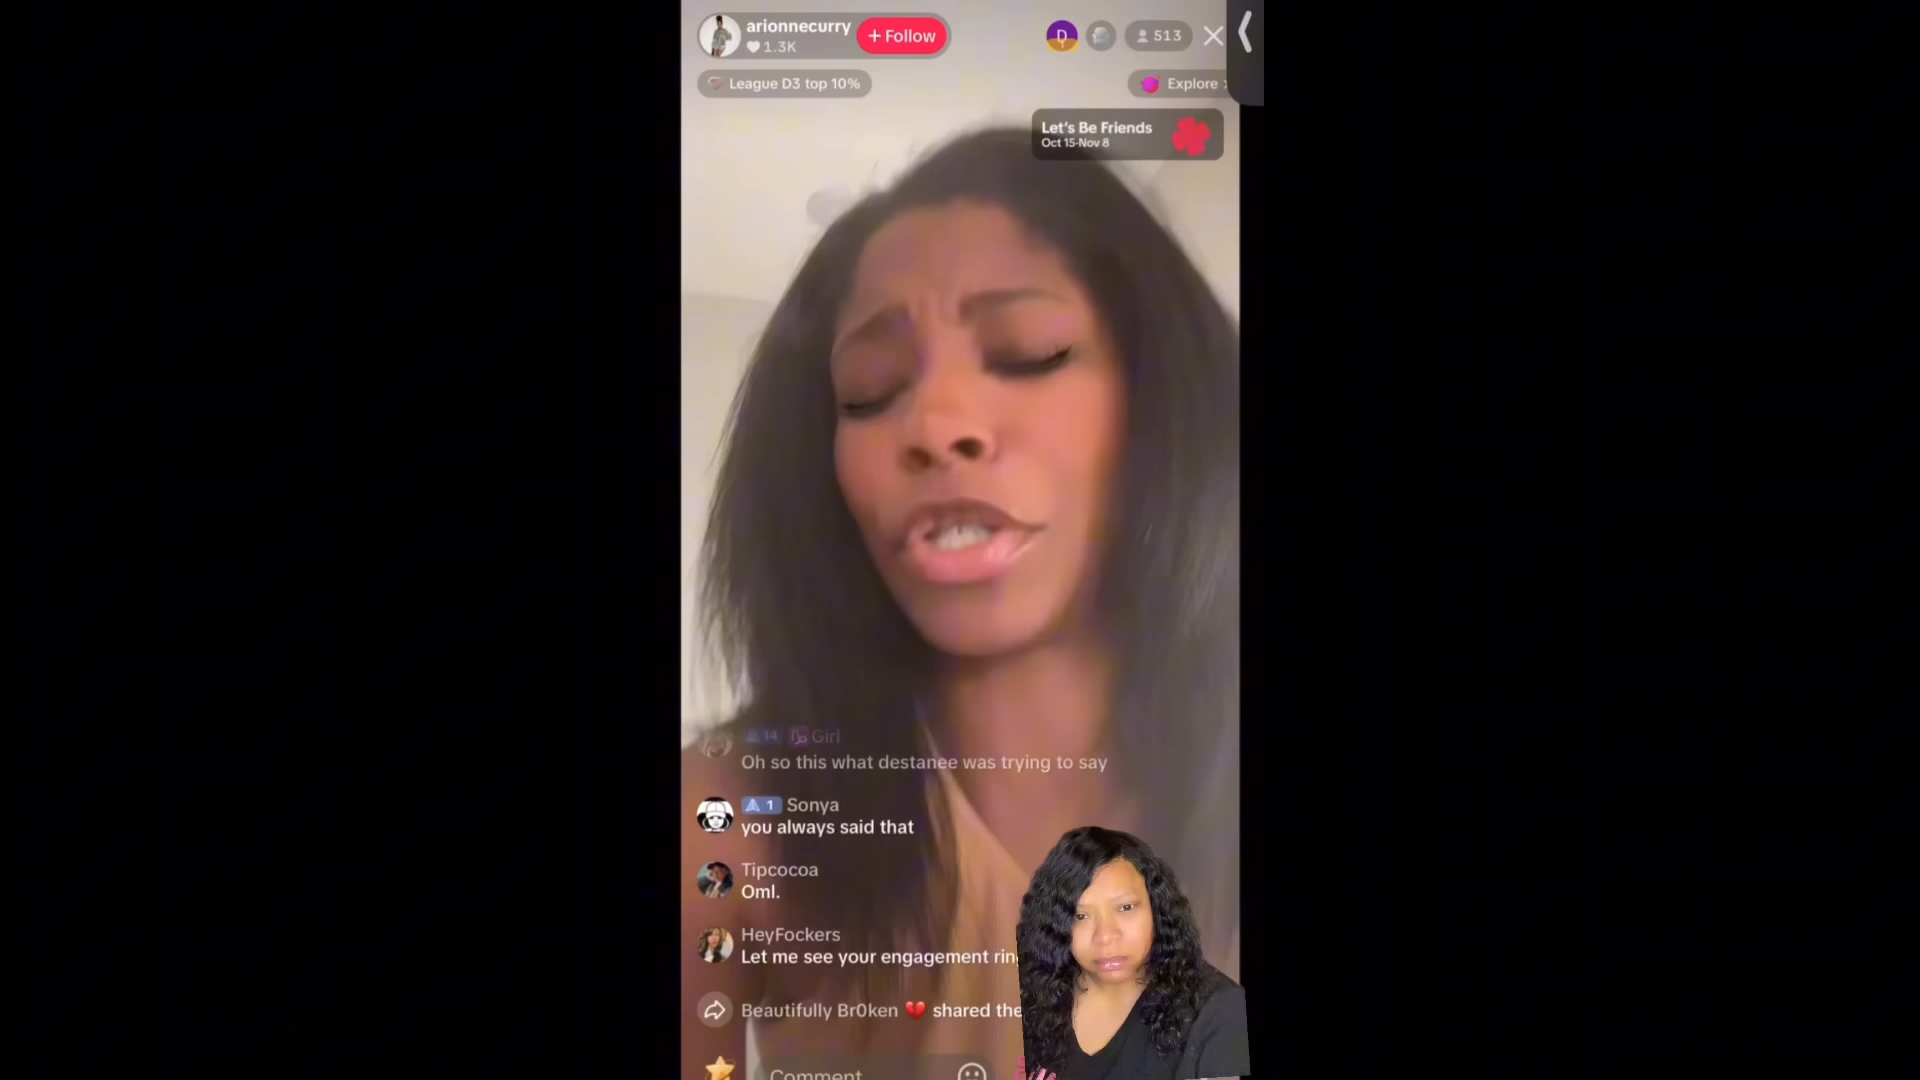 arionnecurry
1.3K
+ Follow
D
513
League D3 top 10%
Explore
Let's Be Friends
Oct 15-Nov 8
14 Girl
Oh so this what destanee was trying to say
1 Sonya
you always said that
Tipcocoa
Oml.
HeyFockers
Let me see your engagement ring
Beautifully Br0ken 💔 shared the
Comment